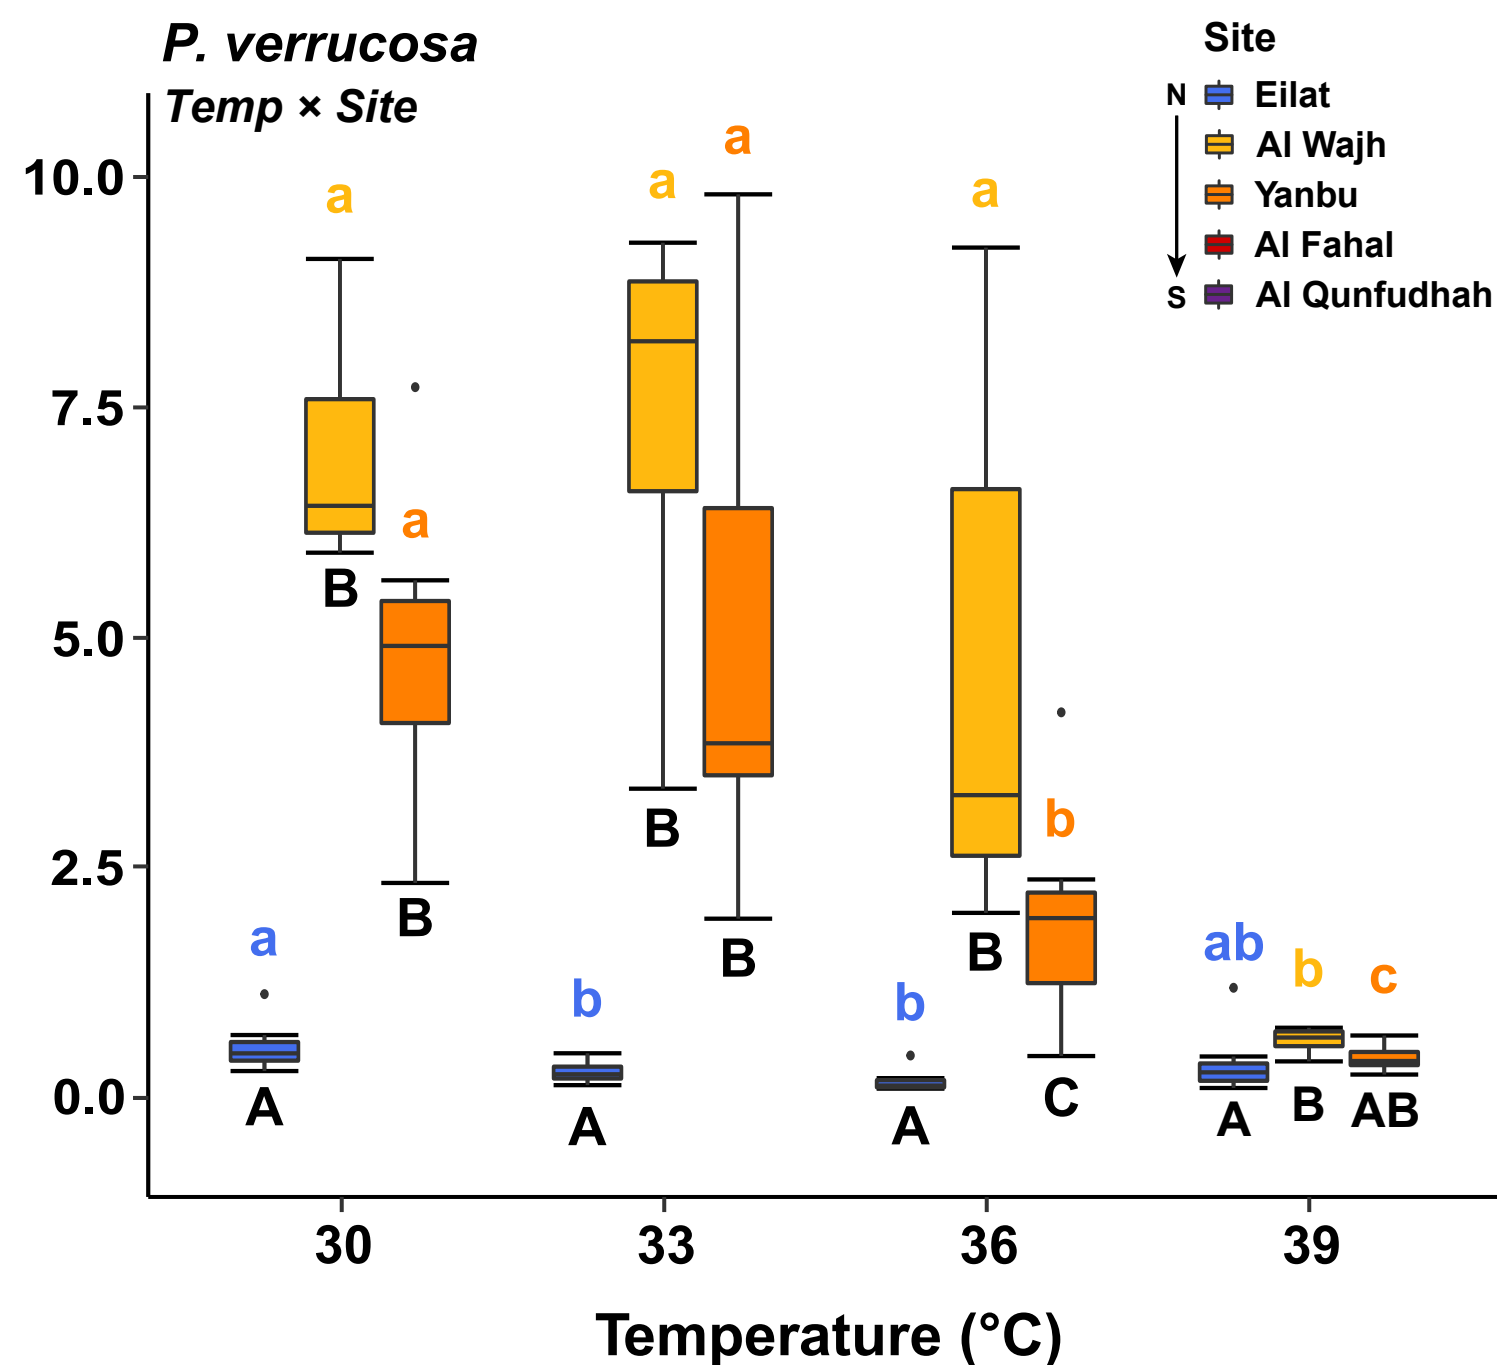 P. verrucosa
Temp × Site
Site
N
Eilat
Al Wajh
Yanbu
Al Fahal
S
Al Qunfudhah
10.0
7.5
5.0
2.5
0.0
a
a
a
a
a
a
b
b
b
ab
b
c
B
B
B
B
B
C
A
A
A
A
B
AB
30
33
36
39
Temperature (°C)